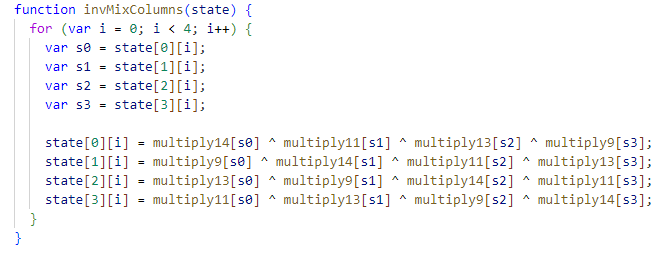 function invMixColumns(state) {
  for (var i = 0; i < 4; i++) {
    var s0 = state[0][i];
    var s1 = state[1][i];
    var s2 = state[2][i];
    var s3 = state[3][i];

    state[0][i] = multiply14[s0] ^ multiply11[s1] ^ multiply13[s2] ^ multiply9[s3];
    state[1][i] = multiply9[s0] ^ multiply14[s1] ^ multiply11[s2] ^ multiply13[s3];
    state[2][i] = multiply13[s0] ^ multiply9[s1] ^ multiply14[s2] ^ multiply11[s3];
    state[3][i] = multiply11[s0] ^ multiply13[s1] ^ multiply9[s2] ^ multiply14[s3];
  }
}